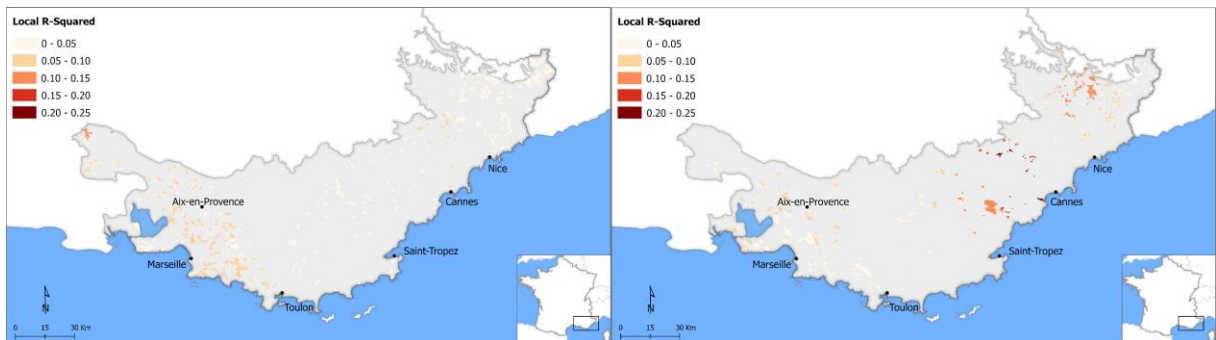 Local R-Squared
0 - 0.05
0.05 - 0.10
0.10 - 0.15
0.15 - 0.20
0.20 - 0.25
Nice
Cannes
Aix-en-Provence
Saint-Tropez
Marseille
Toulon
N
0 15 30 Km
Local R-Squared
0 - 0.05
0.05 - 0.10
0.10 - 0.15
0.15 - 0.20
0.20 - 0.25
Nice
Cannes
Aix-en-Provence
Saint-Tropez
Marseille
Toulon
N
0 15 30 Km